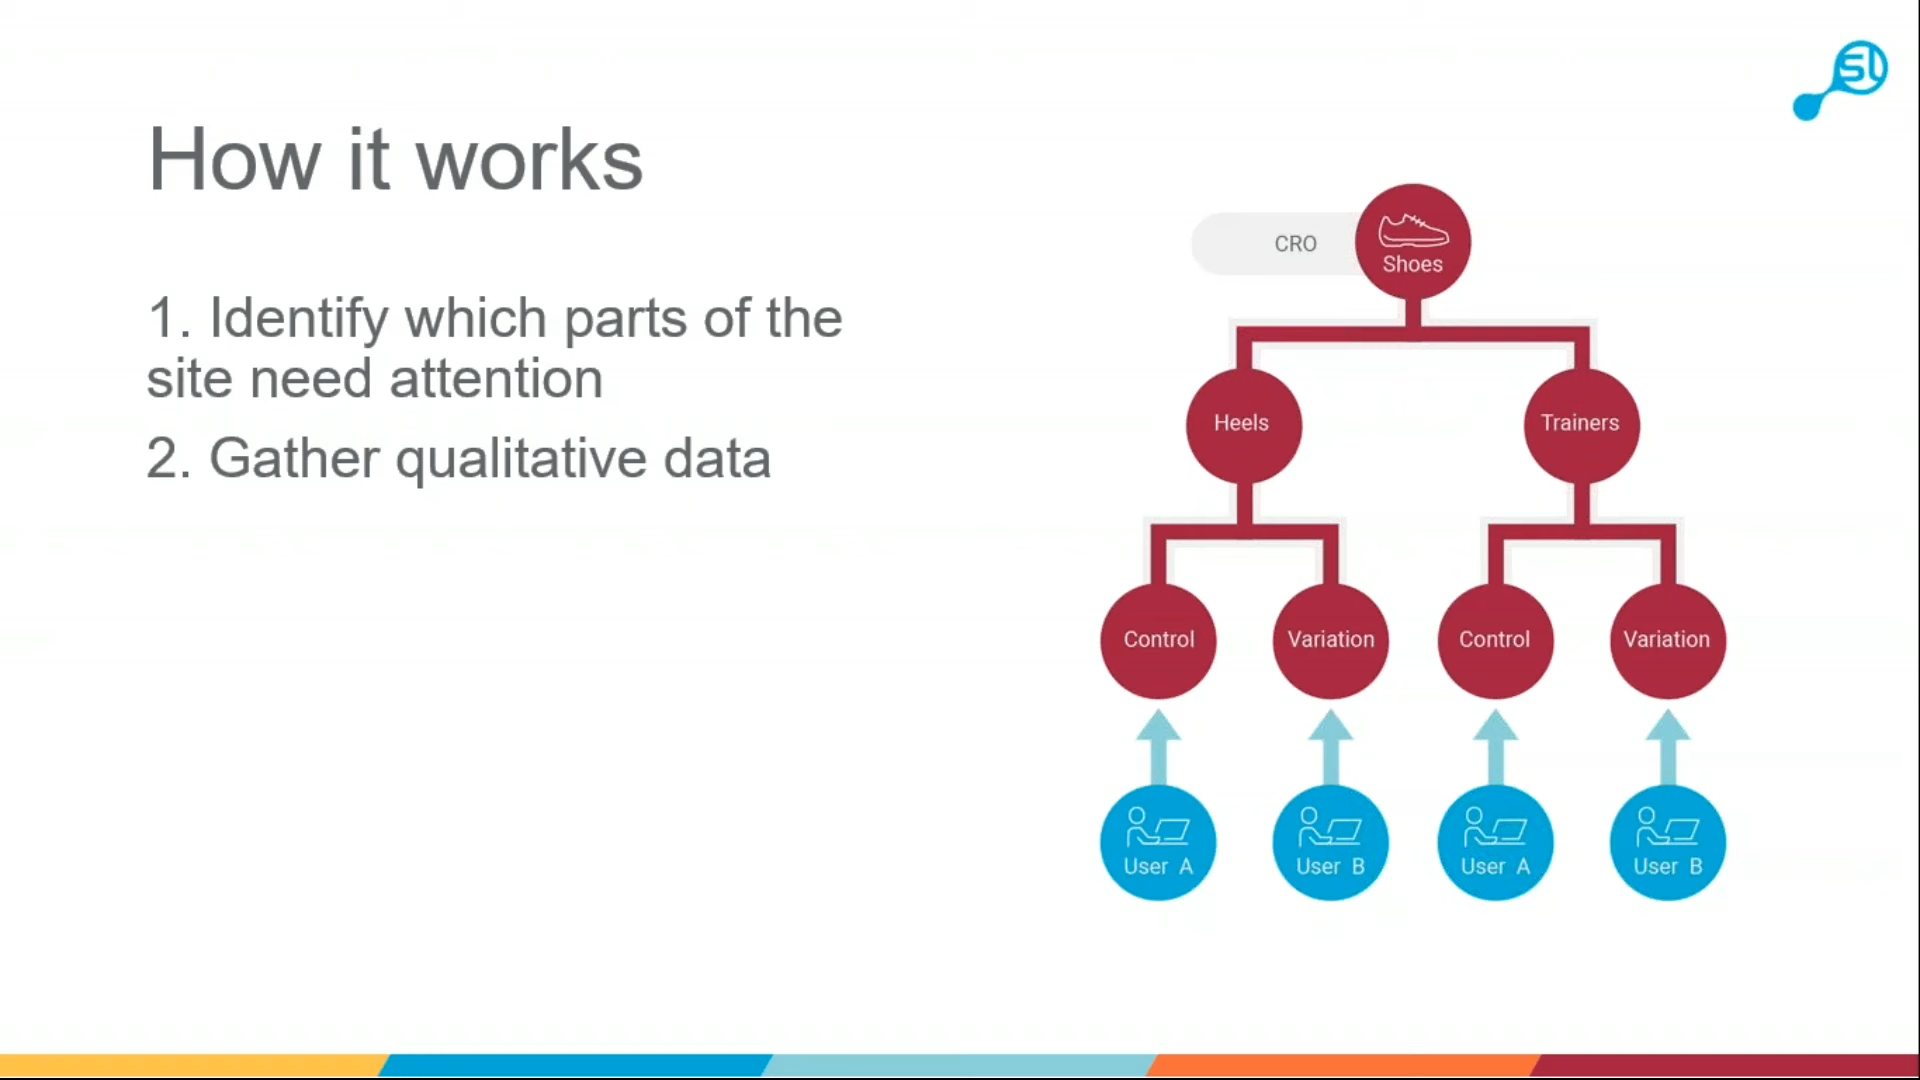 SL
How it works
1. Identify which parts of the
site need attention
2. Gather qualitative data
CRO
Shoes
Heels
Trainers
Control
Variation
Control
Variation
User A
User B
User A
User B